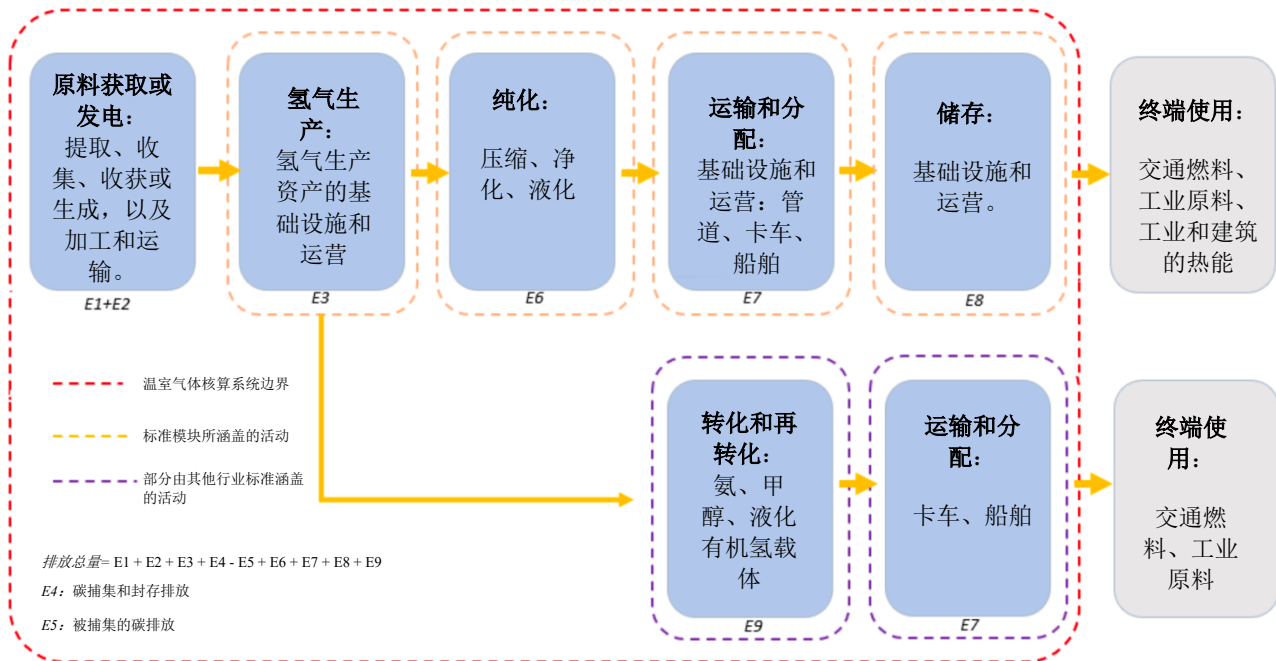 原料获取或
发电：
提取、收
集、收获或
生成，以及
加工和运
输。
E1+E2
氢气生
产：
氢气生产
资产的基
础设施和
运营
E3
纯化：
压缩、净
化、液化
E6
运输和分
配：
基础设施和
运营：管
道、卡车、
船舶
E7
储存：
基础设施和
运营。
E8
终端使用：
交通燃料、
工业原料、
工业和建筑
的热能
温室气体核算系统边界
标准模块所涵盖的活动
部分由其他行业标准涵盖
的活动
转化和再
转化：
氨、甲
醇、液化
有机氢载
体
E9
运输和分
配：
卡车、船舶
E7
终端使
用：
交通燃
料、工业
原料
排放总量= E1 + E2 + E3 + E4 - E5 + E6 + E7 + E8 + E9
E4：碳捕集和封存排放
E5：被捕集的碳排放